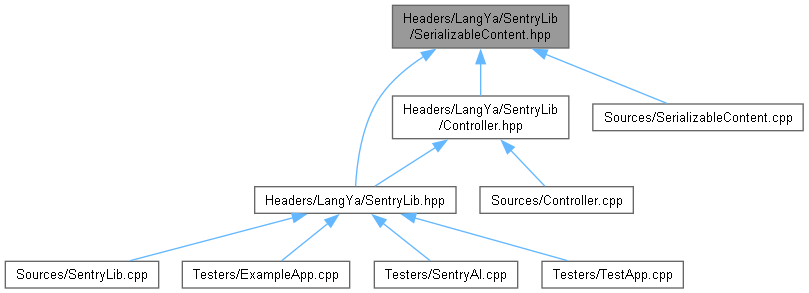 Headers/LangYa/SentryLib
/SerializableContent.hpp
Headers/LangYa/SentryLib
/Controller.hpp
Sources/SerializableContent.cpp
Headers/LangYa/SentryLib.hpp
Sources/Controller.cpp
Sources/SentryLib.cpp
Testers/ExampleApp.cpp
Testers/SentryAI.cpp
Testers/TestApp.cpp